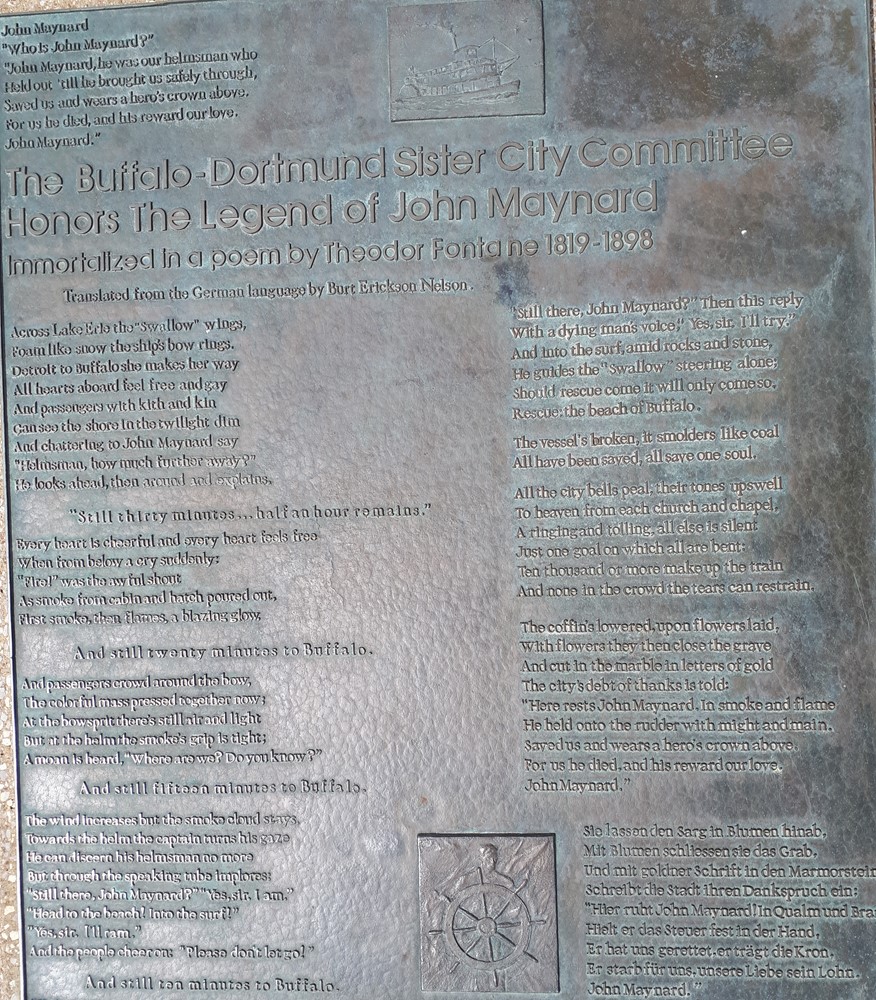 John Maynard
"Who is John Maynard?"
"John Maynard, he was our helmsman who
Held out 'till he brought us safely through,
Saved us and wears a hero's crown above.
For us he died, and his reward our love.
John Maynard."
The Buffalo-Dortmund Sister City Committee
Honors The Legend of John Maynard
Immortalized in a poem by Theodor Fontane 1819-1898
Translated from the German language by Burt Erickson Nelson.
Across Lake Erie the "Swallow" wings,
Foam like snow the ship's bow rings.
Detroit to Buffalo she makes her way
All hearts aboard feel free and gay
And passengers with kith and kin
Can see the shore in the twilight dim
And chattering to John Maynard say
"Helmsman, how much further away?"
He looks ahead, then around and explains,
"Still thirty minutes...half an hour remains."
Every heart is cheerful and every heart feels free
When from below a cry suddenly:
"Fire!" was the awful shout
As smoke from cabin and hatch poured out,
First smoke, then flames, a blazing glow,
And still twenty minutes to Buffalo.
And passengers crowd around the bow,
The colorful mass pressed together now;
At the bowsprit there's still air and light
But at the helm the smoke's grip is tight;
A moan is heard, "Where are we? Do you know?"
And still fifteen minutes to Buffalo.
The wind increases but the smoke cloud stays,
Towards the helm the captain turns his gaze
He can discern his helmsman no more
But through the speaking tube implores:
"Still there, John Maynard?" "Yes, sir. I am."
"Head to the beach! Into the surf!"
"Yes, sir. I'll ram."
And the people cheer on: "Please don't let go!"
And still ten minutes to Buffalo.
"Still there, John Maynard?" Then this reply
With a dying man's voice," Yes, sir. I'll try."
And into the surf, amid rocks and stone,
He guides the "Swallow" steering alone;
Should rescue come it will only come so.
Rescue: the beach of Buffalo.
The vessel's broken, it smolders like coal
All have been saved, all save one soul.
All the city bells peal; their tones upswell
To heaven from each church and chapel,
A ringing and tolling, all else is silent
Just one goal on which all are bent:
Ten thousand or more make up the train
And none in the crowd the tears can restrain.
The coffin's lowered, upon flowers laid,
With flowers they then close the grave
And cut in the marble in letters of gold
The city's debt of thanks is told:
"Here rests John Maynard. In smoke and flame
He held onto the rudder with might and main.
Saved us and wears a hero's crown above.
For us he died, and his reward our love.
John Maynard."
Sie lassen den Sarg in Blumen hinab,
Mit Blumen schliessen sie das Grab,
Und mit goldner Schrift in den Marmorstein
Schreibt die Stadt ihren Dankspruch ein:
"Hier ruht John Maynard! In Qualm und Bra
Hielt er das Steuer fest in der Hand,
Er hat uns gerettet, er trägt die Kron,
Er starb für uns, unsere Liebe sein Lohn.
John Maynard."